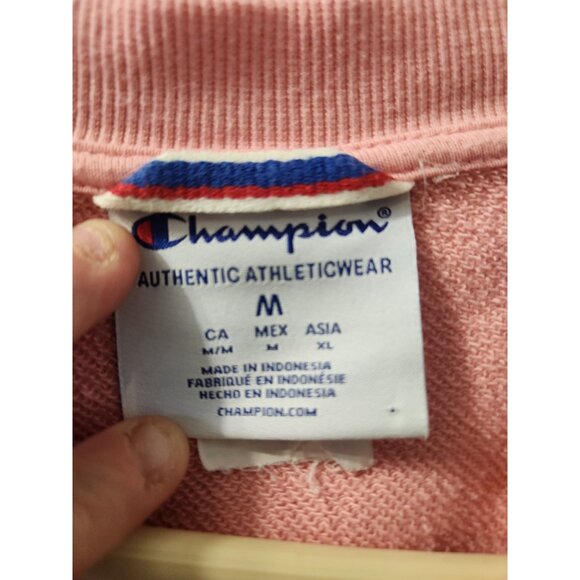 Champion®
AUTHENTIC ATHLETICWEAR
M
CA MEX ASIA
M/M M XL
MADE IN INDONESIA
FABRIQUÉ EN INDONÉSIE
HECHO EN INDONESIA
CHAMPION.COM